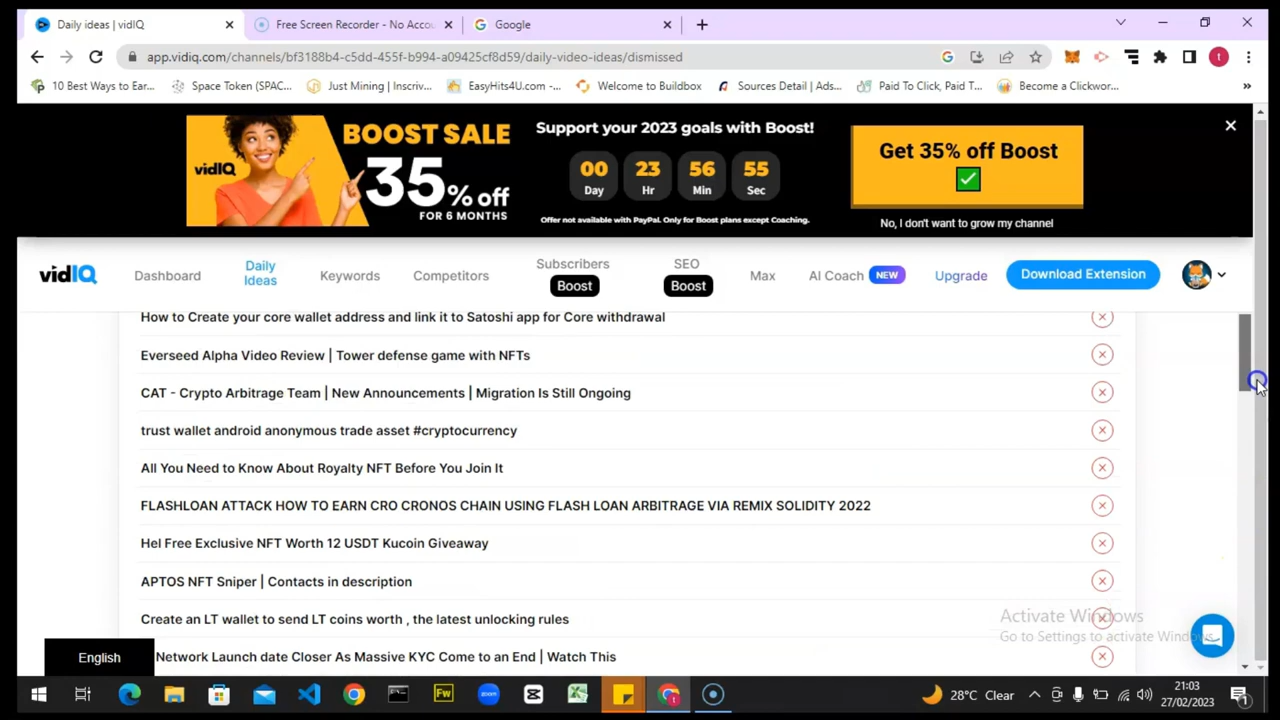 Daily ideas | vidIQ
Free Screen Recorder - No Accou
Google
app.vidiq.com/channels/bf3188b4-c5dd-455f-b994-a09425cf8d59/daily-video-ideas/dismissed
10 Best Ways to Ear...
Space Token (SPAC...
Just Mining | Inscriv...
EasyHits4U.com -...
Welcome to Buildbox
Sources Detail | Ads...
Paid To Click, Paid T...
Become a Clickwor...
»
vidIQ
BOOST SALE
35% off
FOR 6 MONTHS
Support your 2023 goals with Boost!
00 23 56 55
Day Hr Min Sec
Offer not available with PayPal. Only for Boost plans except Coaching.
Get 35% off Boost
No, I don't want to grow my channel
vidIQ
Dashboard
Daily Ideas
Keywords
Competitors
Subscribers
Boost
SEO
Boost
Max
AI Coach NEW
Upgrade
Download Extension
How to Create your core wallet address and link it to Satoshi app for Core withdrawal
Everseed Alpha Video Review | Tower defense game with NFTs
CAT - Crypto Arbitrage Team | New Announcements | Migration Is Still Ongoing
trust wallet android anonymous trade asset #cryptocurrency
All You Need to Know About Royalty NFT Before You Join It
FLASHLOAN ATTACK HOW TO EARN CRO CRONOS CHAIN USING FLASH LOAN ARBITRAGE VIA REMIX SOLIDITY 2022
Hel Free Exclusive NFT Worth 12 USDT Kucoin Giveaway
APTOS NFT Sniper | Contacts in description
Create an LT wallet to send LT coins worth , the latest unlocking rules
Network Launch date Closer As Massive KYC Come to an End | Watch This
Activate Windows
Go to Settings to activate Windows.
English
Fw
zoom
28°C Clear
21:03
27/02/2023